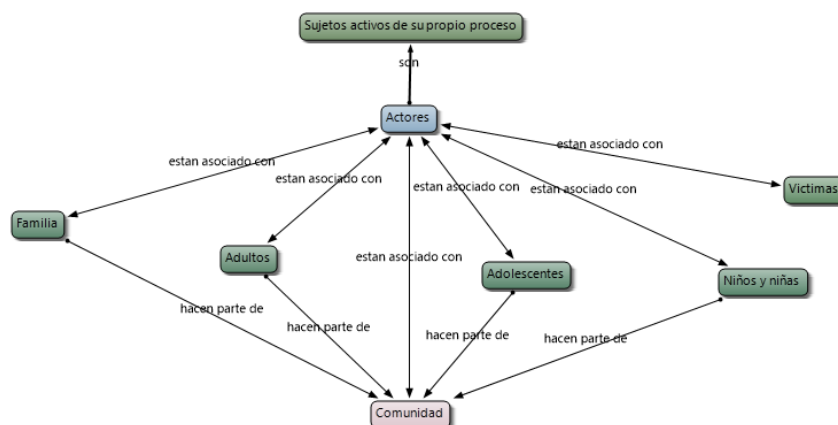 Sujetos activos de su propio proceso
son
Actores
estan asociado con
estan asociado con
estan asociado con
estan asociado con
estan asociado con
Victimas
Familia
Adultos
estan asociado con
Adolescentes
Niños y niñas
hacen parte de
hacen parte de
hacen parte de
hacen parte de
Comunidad